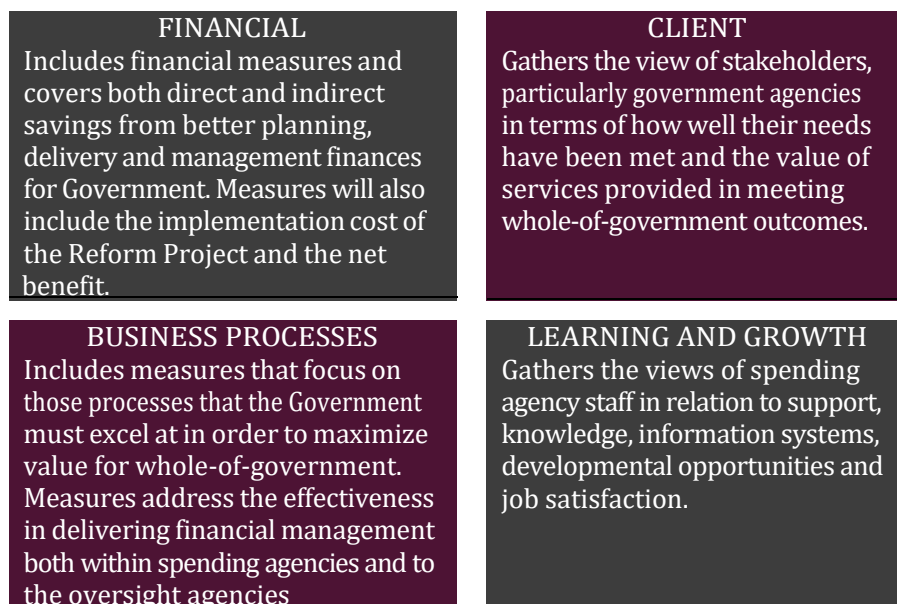 FINANCIAL
Includes financial measures and
covers both direct and indirect
savings from better planning,
delivery and management finances
for Government. Measures will also
include the implementation cost of
the Reform Project and the net
benefit.
CLIENT
Gathers the view of stakeholders,
particularly government agencies
in terms of how well their needs
have been met and the value of
services provided in meeting
whole-of-government outcomes.
BUSINESS PROCESSES
Includes measures that focus on
those processes that the Government
must excel at in order to maximize
value for whole-of-government.
Measures address the effectiveness
in delivering financial management
both within spending agencies and to
the oversight agencies
LEARNING AND GROWTH
Gathers the views of spending
agency staff in relation to support,
knowledge, information systems,
developmental opportunities and
job satisfaction.